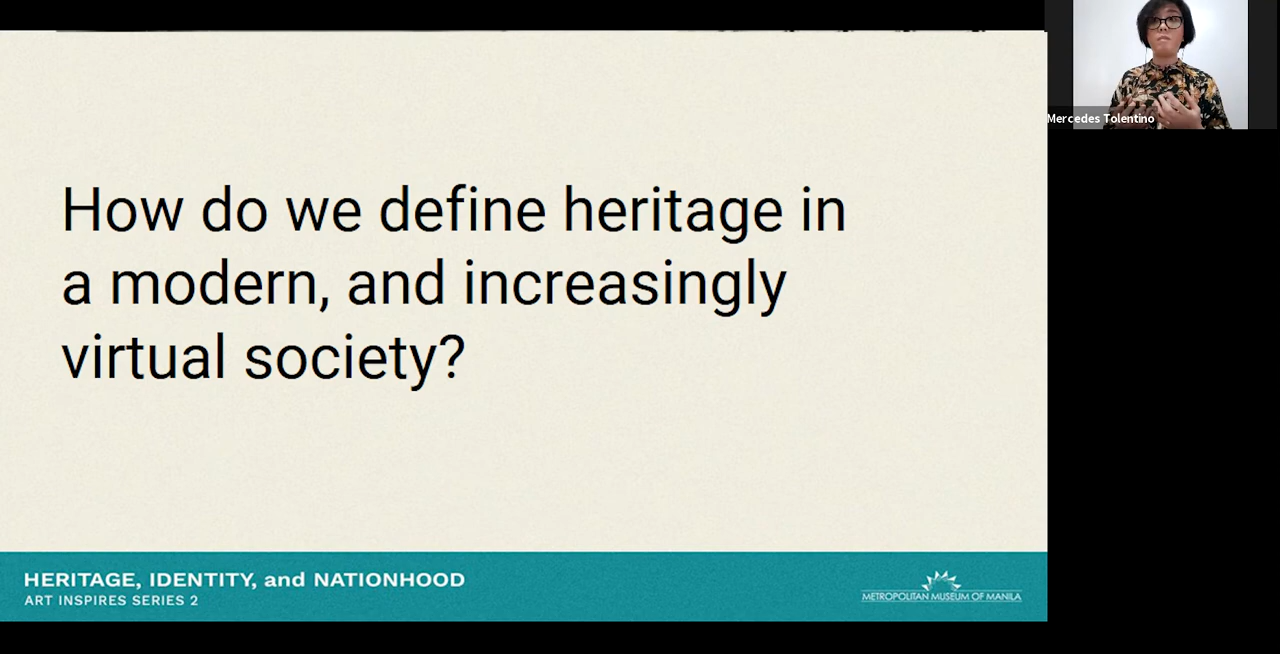 Mercedes Tolentino
How do we define heritage in
a modern, and increasingly
virtual society?
HERITAGE, IDENTITY, and NATIONHOOD
ART INSPIRES SERIES 2
METROPOLITAN MUSEUM OF MANILA